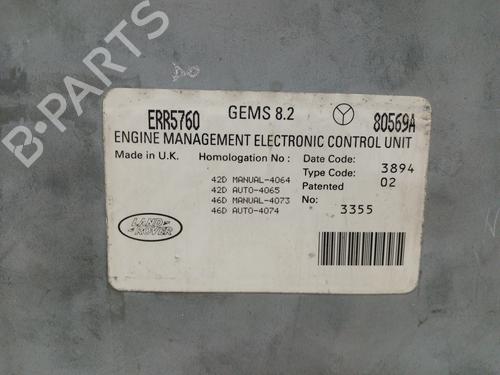 ERR5760 GEMS 8.2 80569A
ENGINE MANAGEMENT ELECTRONIC CONTROL UNIT
Made in U.K. Homologation No : Date Code: 3894
42D MANUAL-4064 Type Code: 02
42D AUTO-4065 Patented
46D MANUAL-4073 No: 3355
46D AUTO-4074
LAND ROVER
B-PARTS